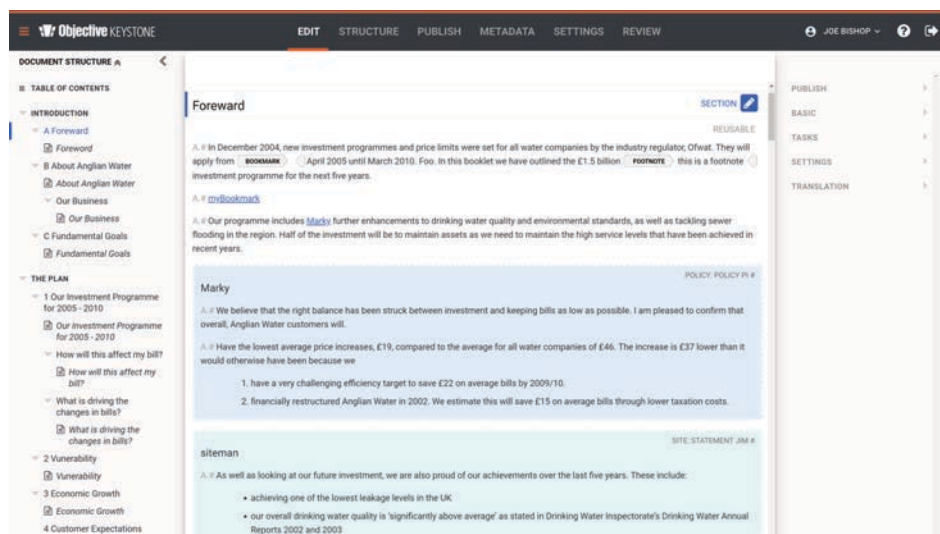 Objective KEYSTONE
EDIT STRUCTURE PUBLISH METADATA SETTINGS REVIEW
JOE BISHOP
DOCUMENT STRUCTURE
TABLE OF CONTENTS
INTRODUCTION
A Foreward
Foreword
B About Anglian Water
About Anglian Water
Our Business
Our Business
C Fundamental Goals
Fundamental Goals
THE PLAN
1 Our Investment Programme
for 2005 - 2010
Our Investment Programme
for 2005 - 2010
How will this affect my bill?
How will this affect my
bill?
What is driving the
changes in bills?
What is driving the
changes in bills?
2 Vunerability
Vunerability
3 Economic Growth
Economic Growth
4 Customer Expectations
Foreward
SECTION
REUSABLE
A.# In December 2004, new investment programmes and price limits were set for all water companies by the industry regulator, Ofwat. They will
apply from BOOKMARK April 2005 until March 2010. Foo. In this booklet we have outlined the £1.5 billion FOOTNOTE this is a footnote
investment programme for the next five years.
A.# myBookmark
A.# Our programme includes Marky further enhancements to drinking water quality and environmental standards, as well as tackling sewer
flooding in the region. Half of the investment will be to maintain assets as we need to maintain the high service levels that have been achieved in
recent years.
POLICY: POLICY PI #
Marky
A.# We believe that the right balance has been struck between investment and keeping bills as low as possible. I am pleased to confirm that
overall, Anglian Water customers will.
A.# Have the lowest average price increases, £19, compared to the average for all water companies of £46. The increase is £37 lower than it
would otherwise have been because we
1. have a very challenging efficiency target to save £22 on average bills by 2009/10.
2. financially restructured Anglian Water in 2002. We estimate this will save £15 on average bills through lower taxation costs.
SITE: STATEMENT JIM #
siteman
A.# As well as looking at our future investment, we are also proud of our achievements over the last five years. These include:
• achieving one of the lowest leakage levels in the UK
• our overall drinking water quality is 'significantly above average' as stated in Drinking Water Inspectorate's Drinking Water Annual
Reports 2002 and 2003
PUBLISH
BASIC
TASKS
SETTINGS
TRANSLATION